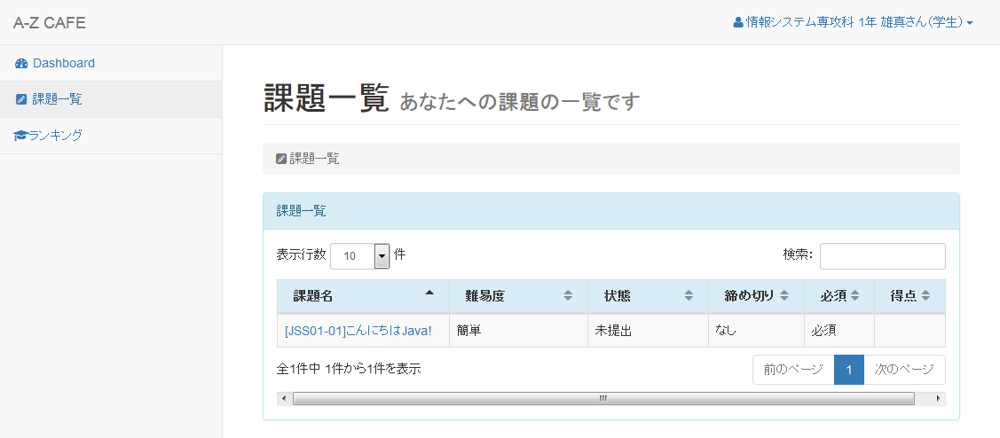 A-Z CAFE
情報システム専攻科 1年 雄真さん(学生)
Dashboard
課題一覧
ランキング
課題一覧 あなたへの課題の一覧です
課題一覧
課題一覧
表示行数 10 件 検索:
課題名 難易度 状態 締め切り 必須 得点
[JSS01-01]こんにちはJava! 簡単 未提出 なし 必須
全1件中 1件から1件を表示
前のページ 1 次のページ